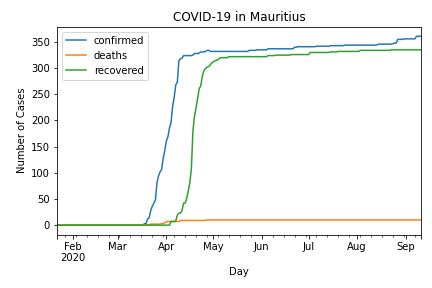 COVID-19 in Mauritius
confirmed
deaths
recovered
Number of Cases
350
300
250
200
150
100
50
0
Feb Mar Apr May Jun Jul Aug Sep
2020
Day